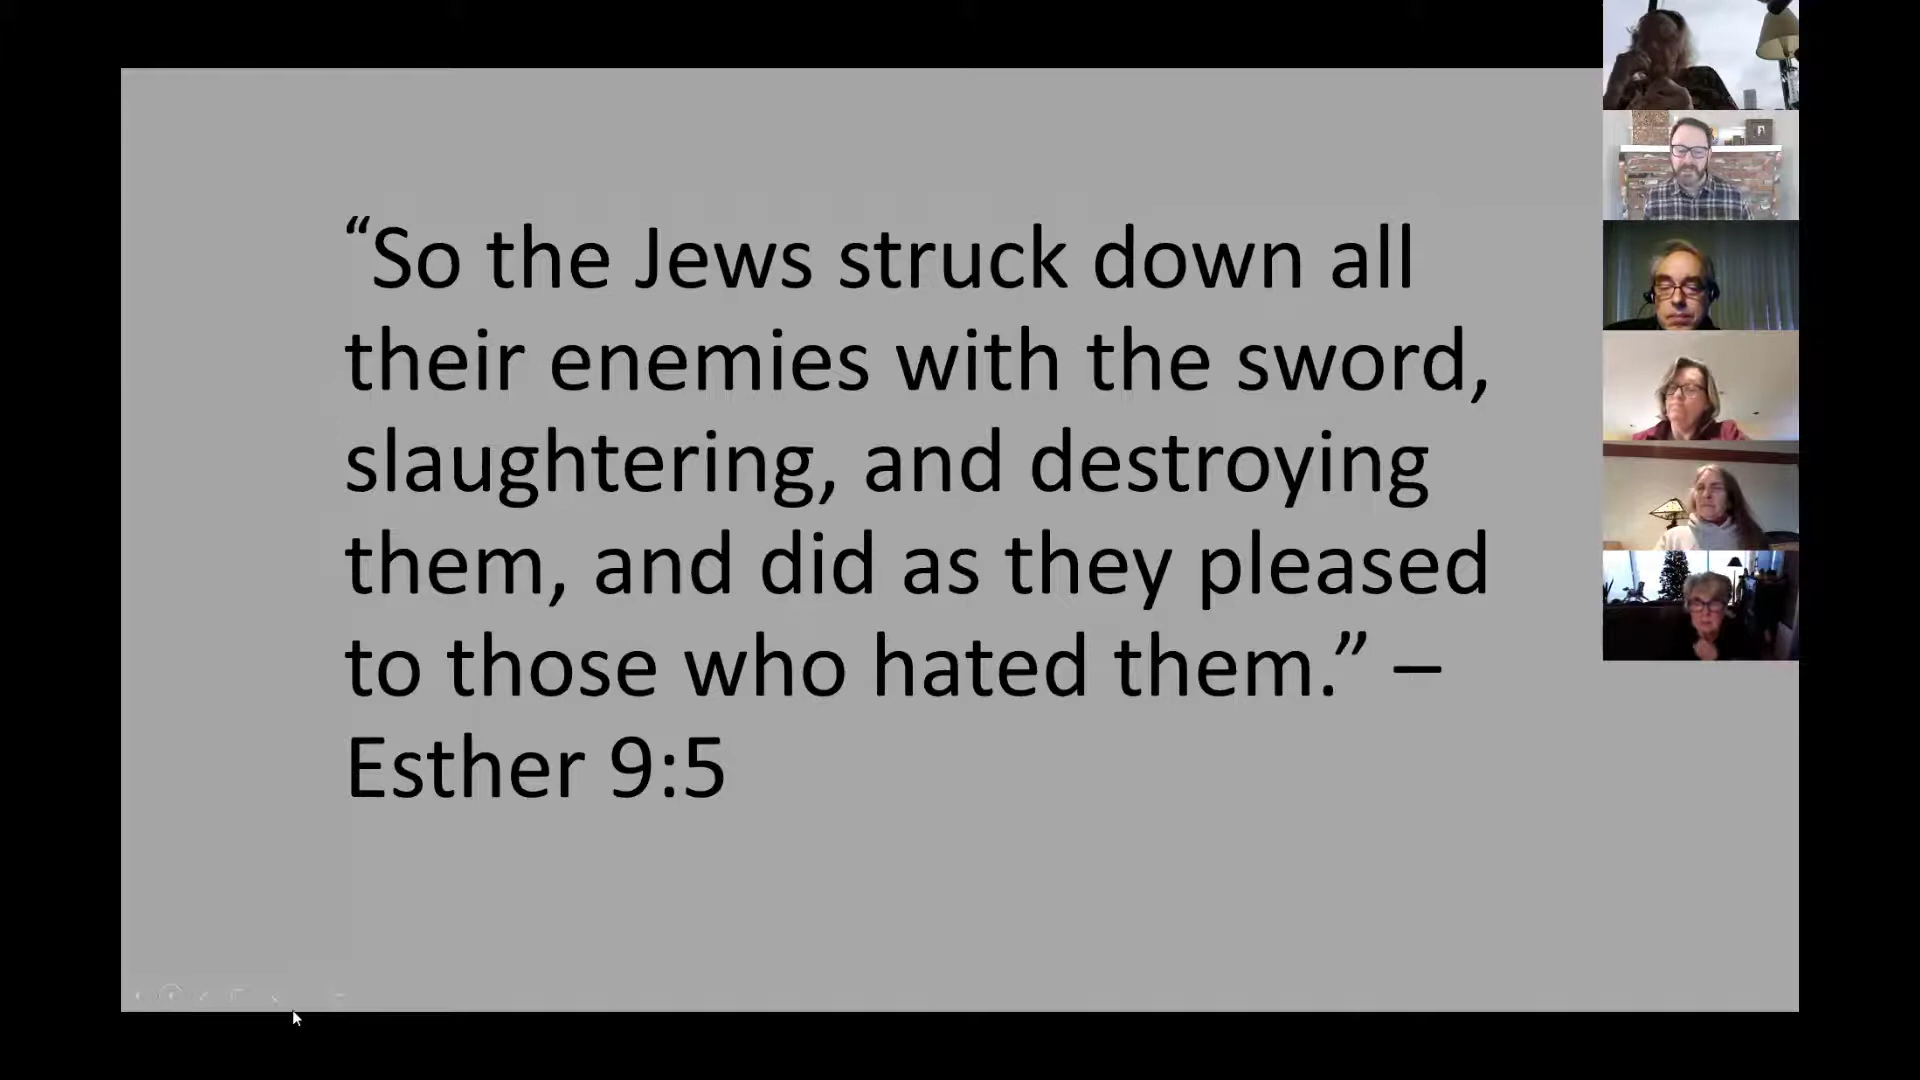 “So the Jews struck down all
their enemies with the sword,
slaughtering, and destroying
them, and did as they pleased
to those who hated them.” –
Esther 9:5